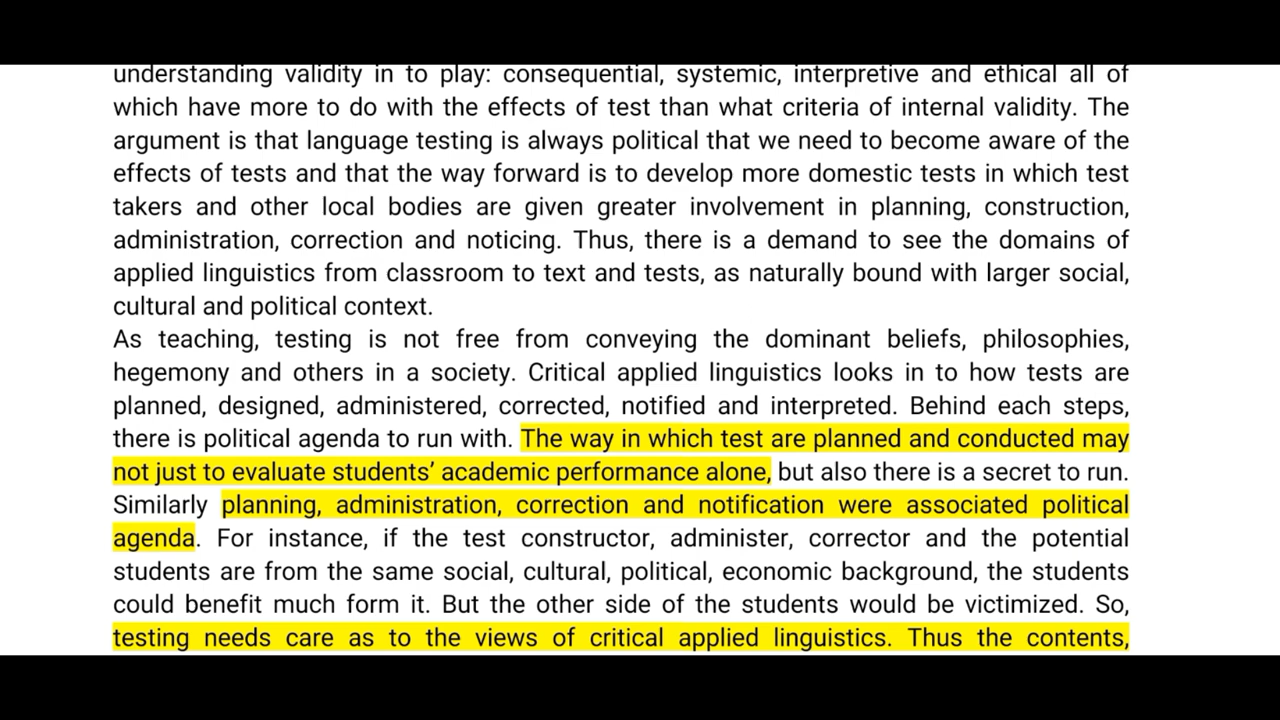 understanding validity in to play: consequential, systemic, interpretive and ethical all of
which have more to do with the effects of test than what criteria of internal validity. The
argument is that language testing is always political that we need to become aware of the
effects of tests and that the way forward is to develop more domestic tests in which test
takers and other local bodies are given greater involvement in planning, construction,
administration, correction and noticing. Thus, there is a demand to see the domains of
applied linguistics from classroom to text and tests, as naturally bound with larger social,
cultural and political context.
As teaching, testing is not free from conveying the dominant beliefs, philosophies,
hegemony and others in a society. Critical applied linguistics looks in to how tests are
planned, designed, administered, corrected, notified and interpreted. Behind each steps,
there is political agenda to run with. The way in which test are planned and conducted may
not just to evaluate students’ academic performance alone, but also there is a secret to run.
Similarly planning, administration, correction and notification were associated political
agenda. For instance, if the test constructor, administer, corrector and the potential
students are from the same social, cultural, political, economic background, the students
could benefit much form it. But the other side of the students would be victimized. So,
testing needs care as to the views of critical applied linguistics. Thus the contents,